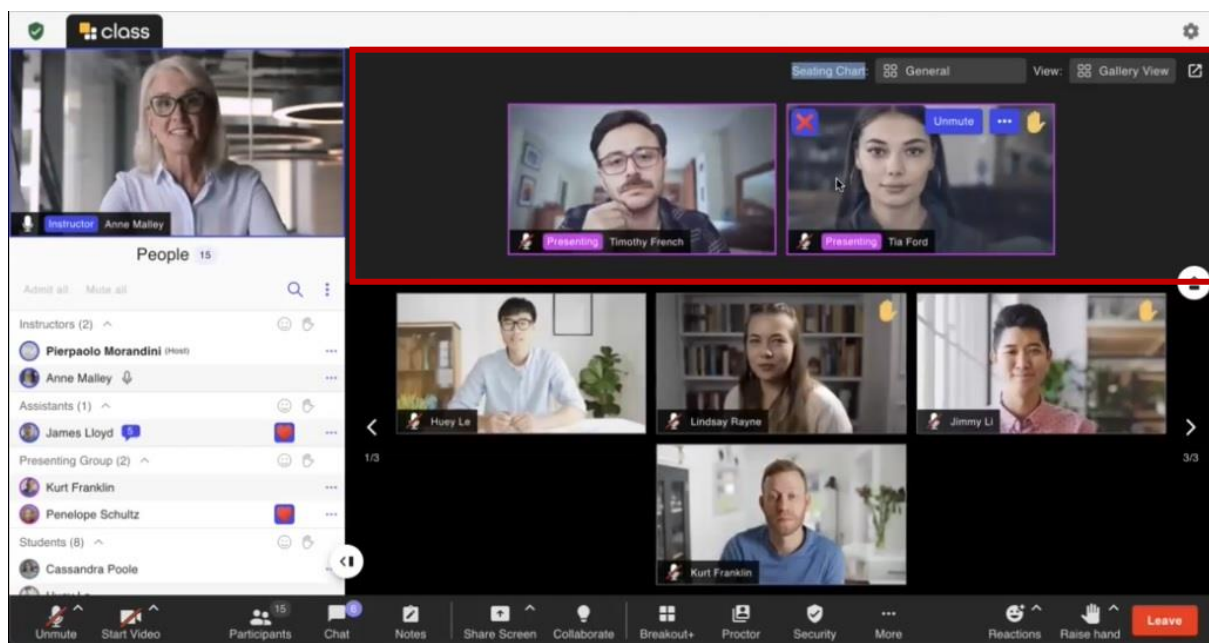 class
Seating Chart: General View: Gallery View
Unmute
Instructor Anne Malley
Presenting Timothy French
Presenting Tia Ford
People 15
Admit all Mute all
Instructors (2)
Pierpaolo Morandini (Host)
Anne Malley
Assistants (1)
James Lloyd 5
Presenting Group (2)
Kurt Franklin
Penelope Schultz
Students (8)
Cassandra Poole
Huey Le
Lindsay Rayne
Jimmy Li
1/3
3/3
Kurt Franklin
Unmute Start Video Participants 15 Chat 6 Notes Share Screen Collaborate Breakout+ Proctor Security More Reactions Raise hand Leave